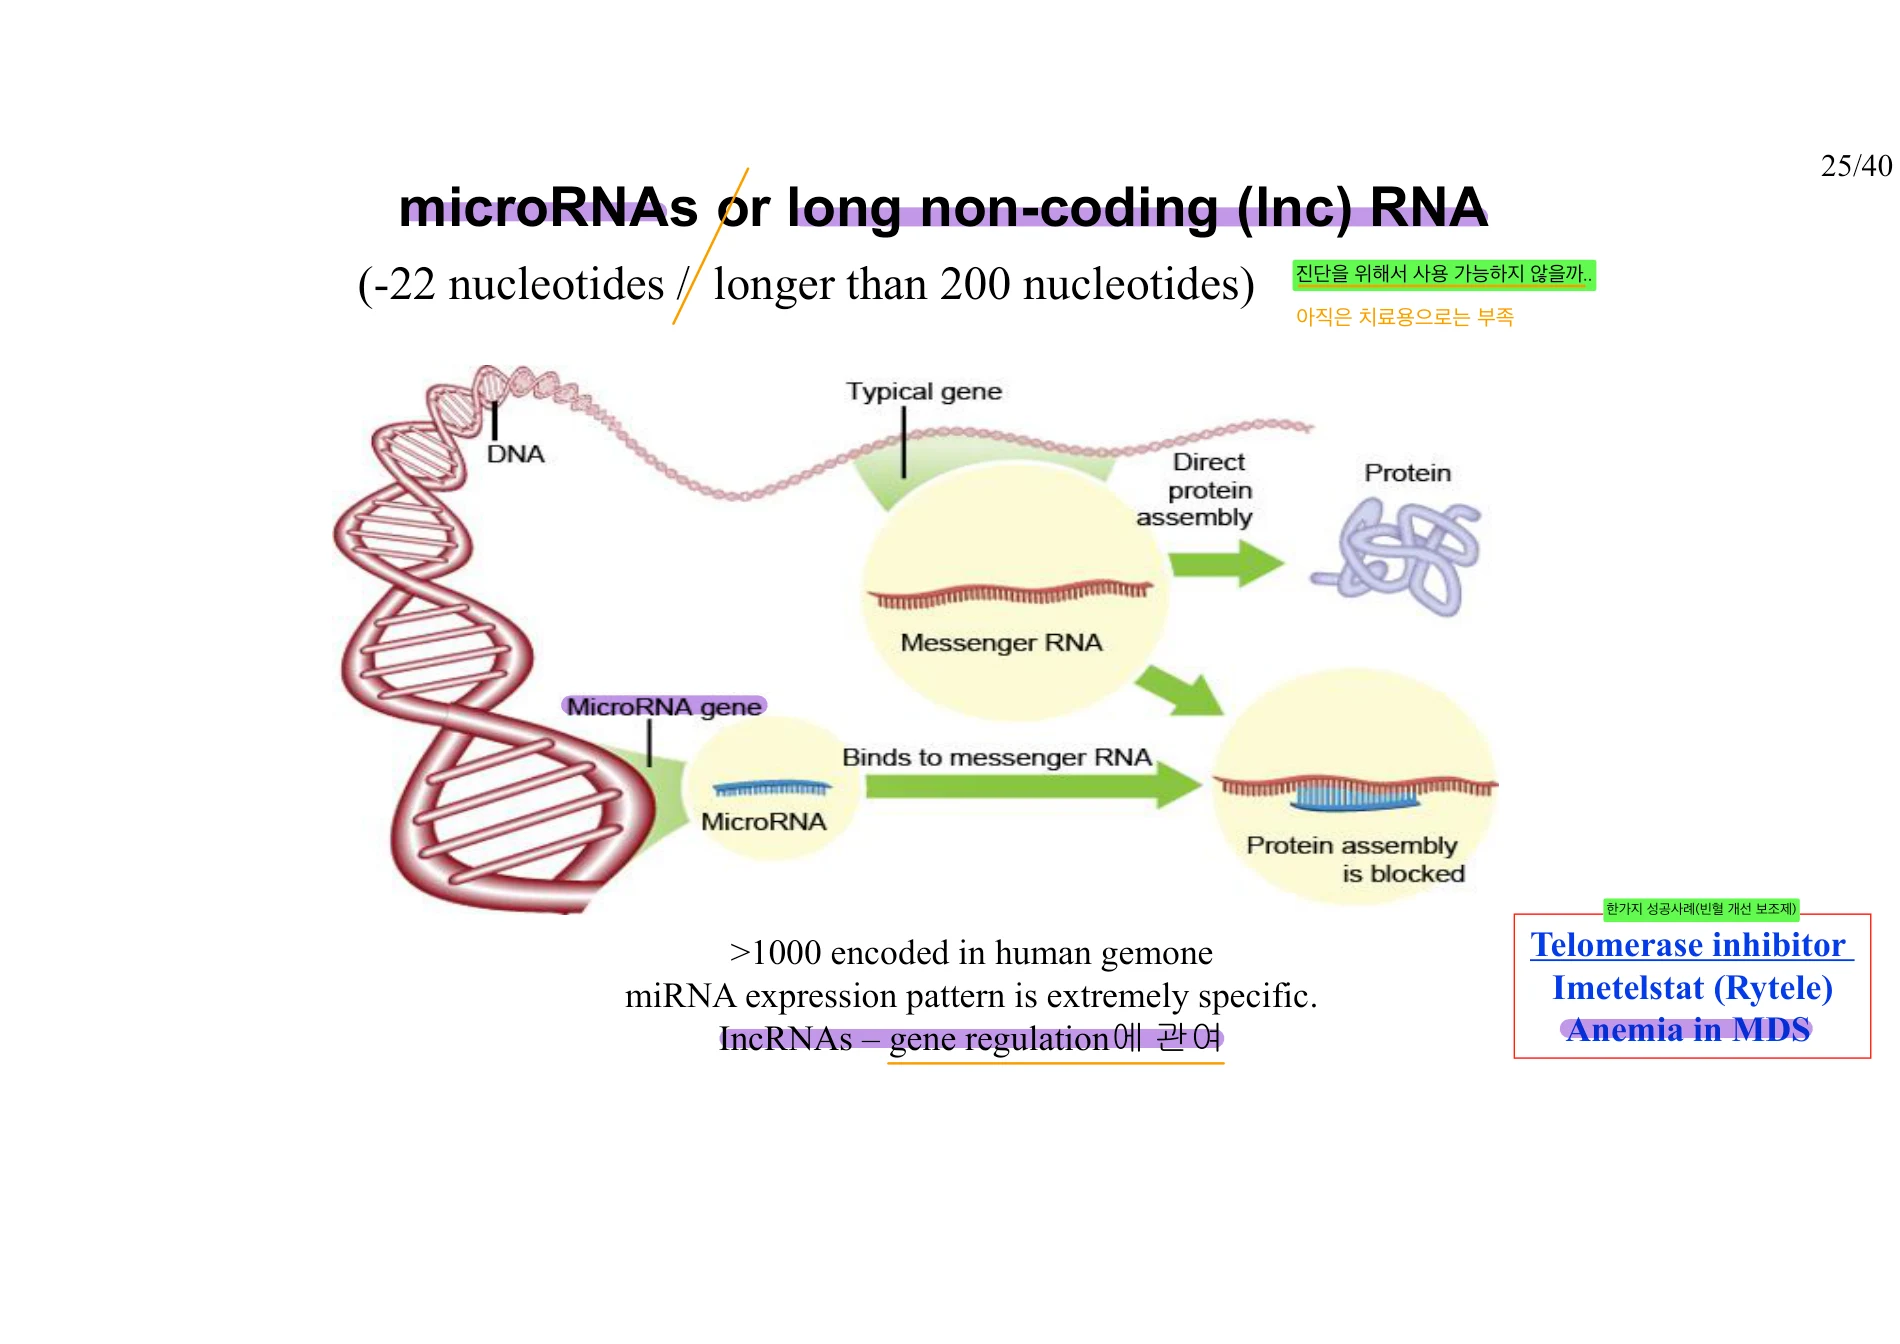 25/40
microRNAs or long non-coding (lnc) RNA
(-22 nucleotides / longer than 200 nucleotides)
진단을 위해서 사용 가능하지 않을까..
아직은 치료용으로는 부족
Typical gene
DNA
Direct
protein
assembly
Protein
Messenger RNA
MicroRNA gene
Binds to messenger RNA
MicroRNA
Protein assembly
is blocked
>1000 encoded in human gemone
miRNA expression pattern is extremely specific.
lncRNAs – gene regulation에 관여
한가지 성공사례(빈혈 개선 보조제)
Telomerase inhibitor
Imetelstat (Rytele)
Anemia in MDS